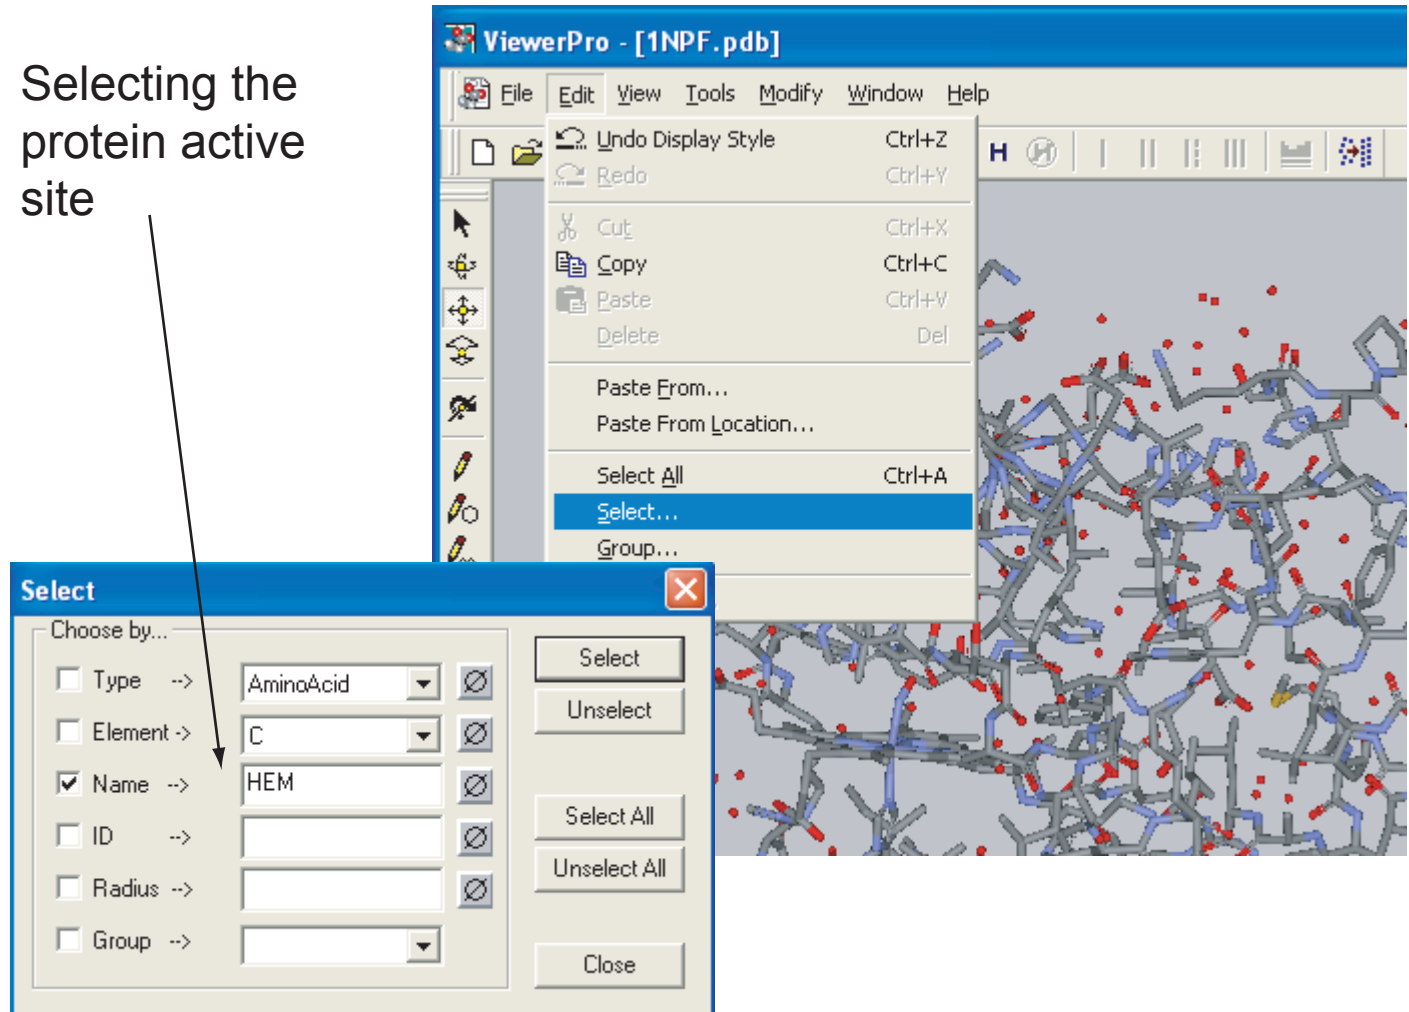 Selecting the
protein active
site
ViewerPro - [1NPF.pdb]
File Edit View Tools Modify Window Help
Undo Display Style Ctrl+Z
Redo Ctrl+Y
Cut Ctrl+X
Copy Ctrl+C
Paste Ctrl+V
Delete Del
Paste From...
Paste From Location...
Select All Ctrl+A
Select...
Group...
H H
Select
Choose by...
Type --> AminoAcid
Element -> C
Name --> HEM
ID -->
Radius -->
Group -->
Select
Unselect
Select All
Unselect All
Close